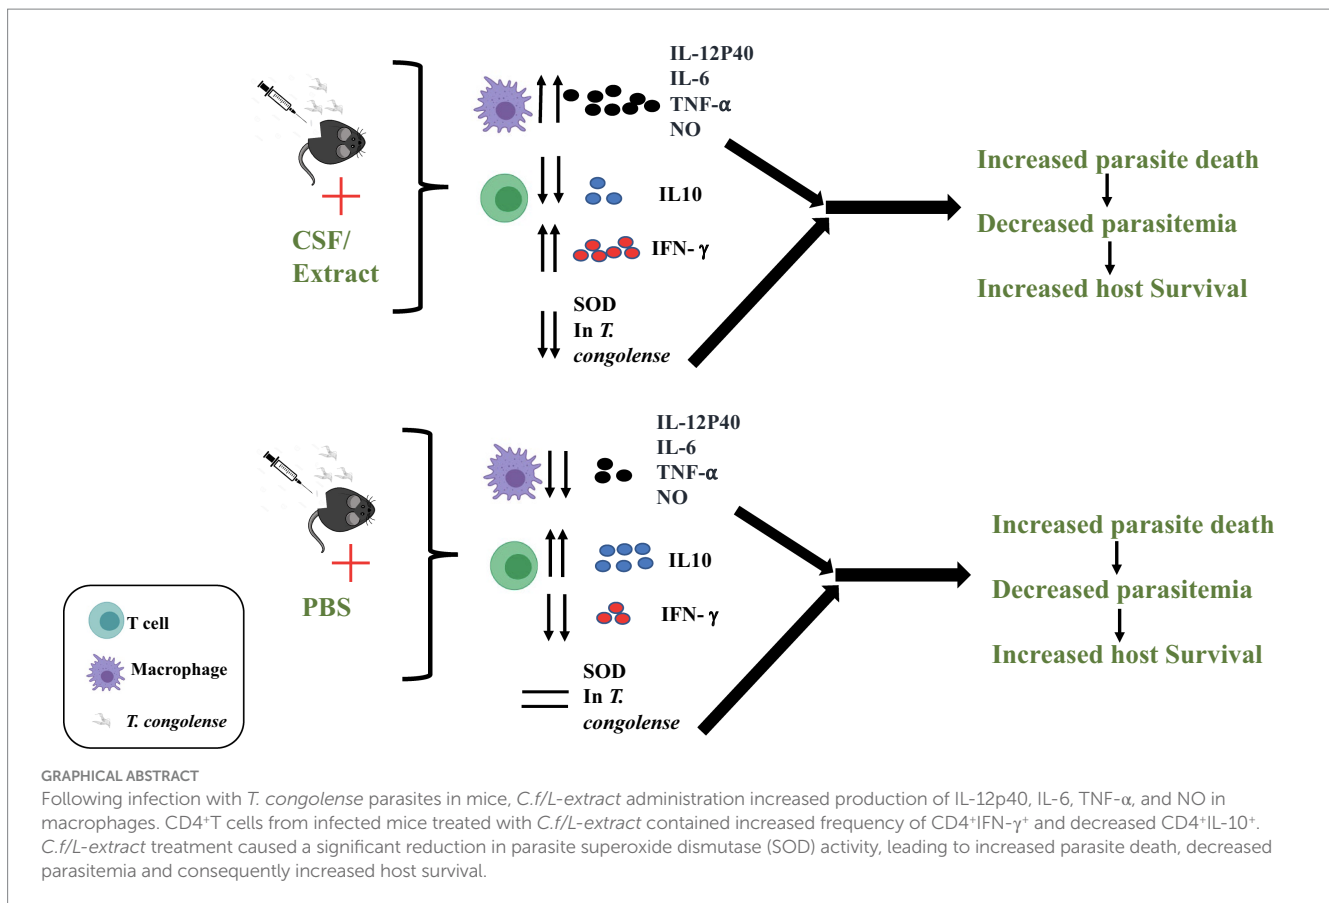 IL-12P40
IL-6
TNF-α
NO
CSF/
Extract
IL10
IFN- γ
SOD
In T.
congolense
Increased parasite death
Decreased parasitemia
Increased host Survival
IL-12P40
IL-6
TNF-α
NO
PBS
IL10
IFN- γ
SOD
In T.
congolense
Increased parasite death
Decreased parasitemia
Increased host Survival
T cell
Macrophage
T. congolense
GRAPHICAL ABSTRACT
Following infection with T. congolense parasites in mice, C.f/L-extract administration increased production of IL-12p40, IL-6, TNF-α, and NO in
macrophages. CD4⁺T cells from infected mice treated with C.f/L-extract contained increased frequency of CD4⁺IFN-γ⁺ and decreased CD4⁺IL-10⁺.
C.f/L-extract treatment caused a significant reduction in parasite superoxide dismutase (SOD) activity, leading to increased parasite death, decreased
parasitemia and consequently increased host survival.